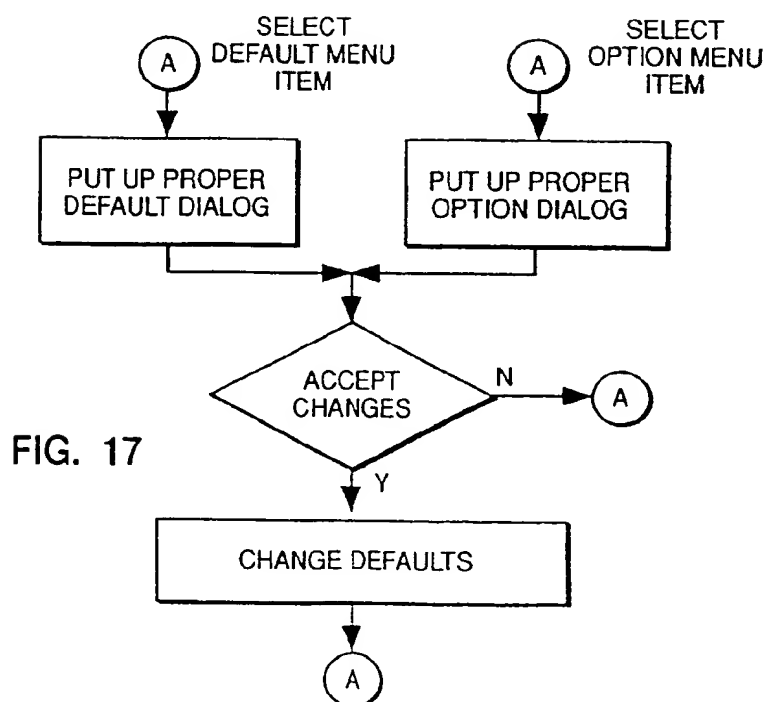 A
SELECT
DEFAULT MENU
ITEM
A
SELECT
OPTION MENU
ITEM
PUT UP PROPER
DEFAULT DIALOG
PUT UP PROPER
OPTION DIALOG
ACCEPT
CHANGES
N
A
FIG. 17
Y
CHANGE DEFAULTS
A